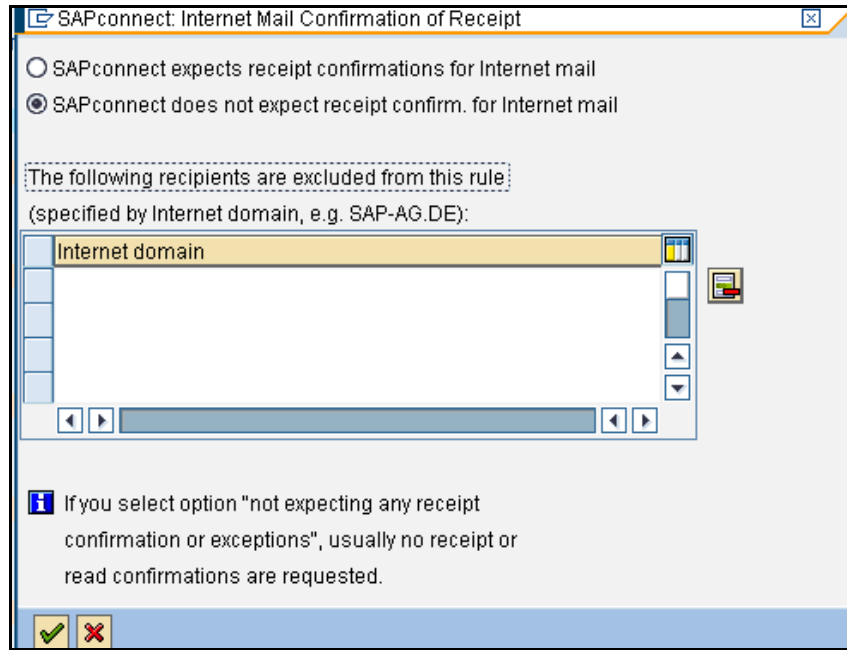 SAPconnect: Internet Mail Confirmation of Receipt
SAPconnect expects receipt confirmations for Internet mail
SAPconnect does not expect receipt confirm. for Internet mail
The following recipients are excluded from this rule
(specified by Internet domain, e.g. SAP-AG.DE):
Internet domain
If you select option "not expecting any receipt
confirmation or exceptions", usually no receipt or
read confirmations are requested.